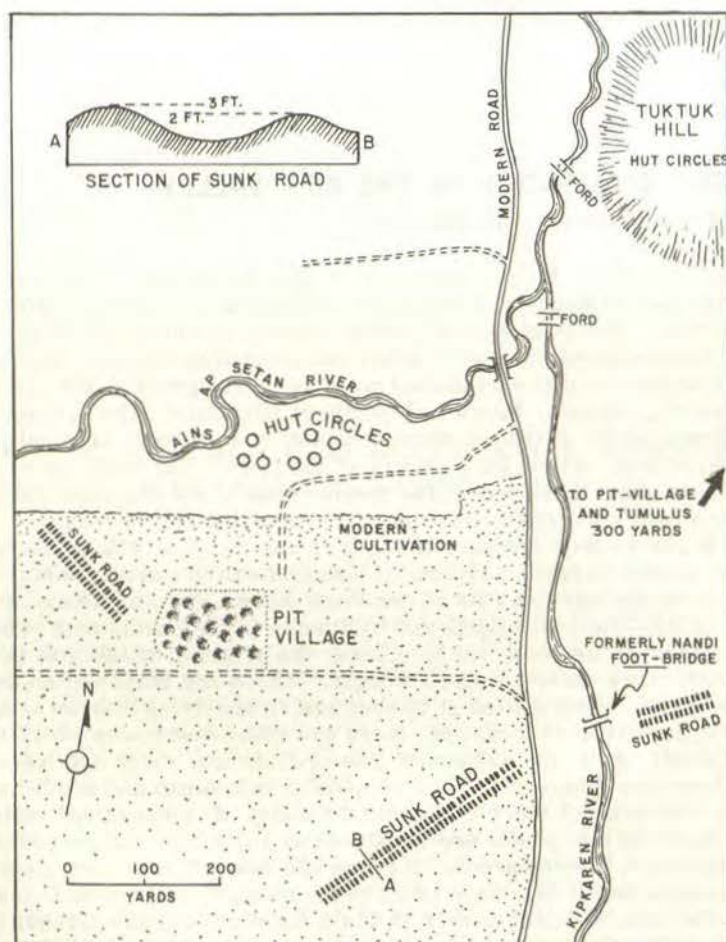 3 FT.
2 FT.
A
B
SECTION OF SUNK ROAD
MODERN ROAD
TUKTUK
HILL
HUT CIRCLES
FORD
FORD
AINS AP SETAN RIVER
HUT CIRCLES
TO PIT-VILLAGE
AND TUMULUS
300 YARDS
MODERN
CULTIVATION
SUNK ROAD
PIT
VILLAGE
FORMERLY NANDI
FOOT-BRIDGE
SUNK ROAD
N
SUNK ROAD
B
A
KIPKAREN RIVER
0 100 200
YARDS